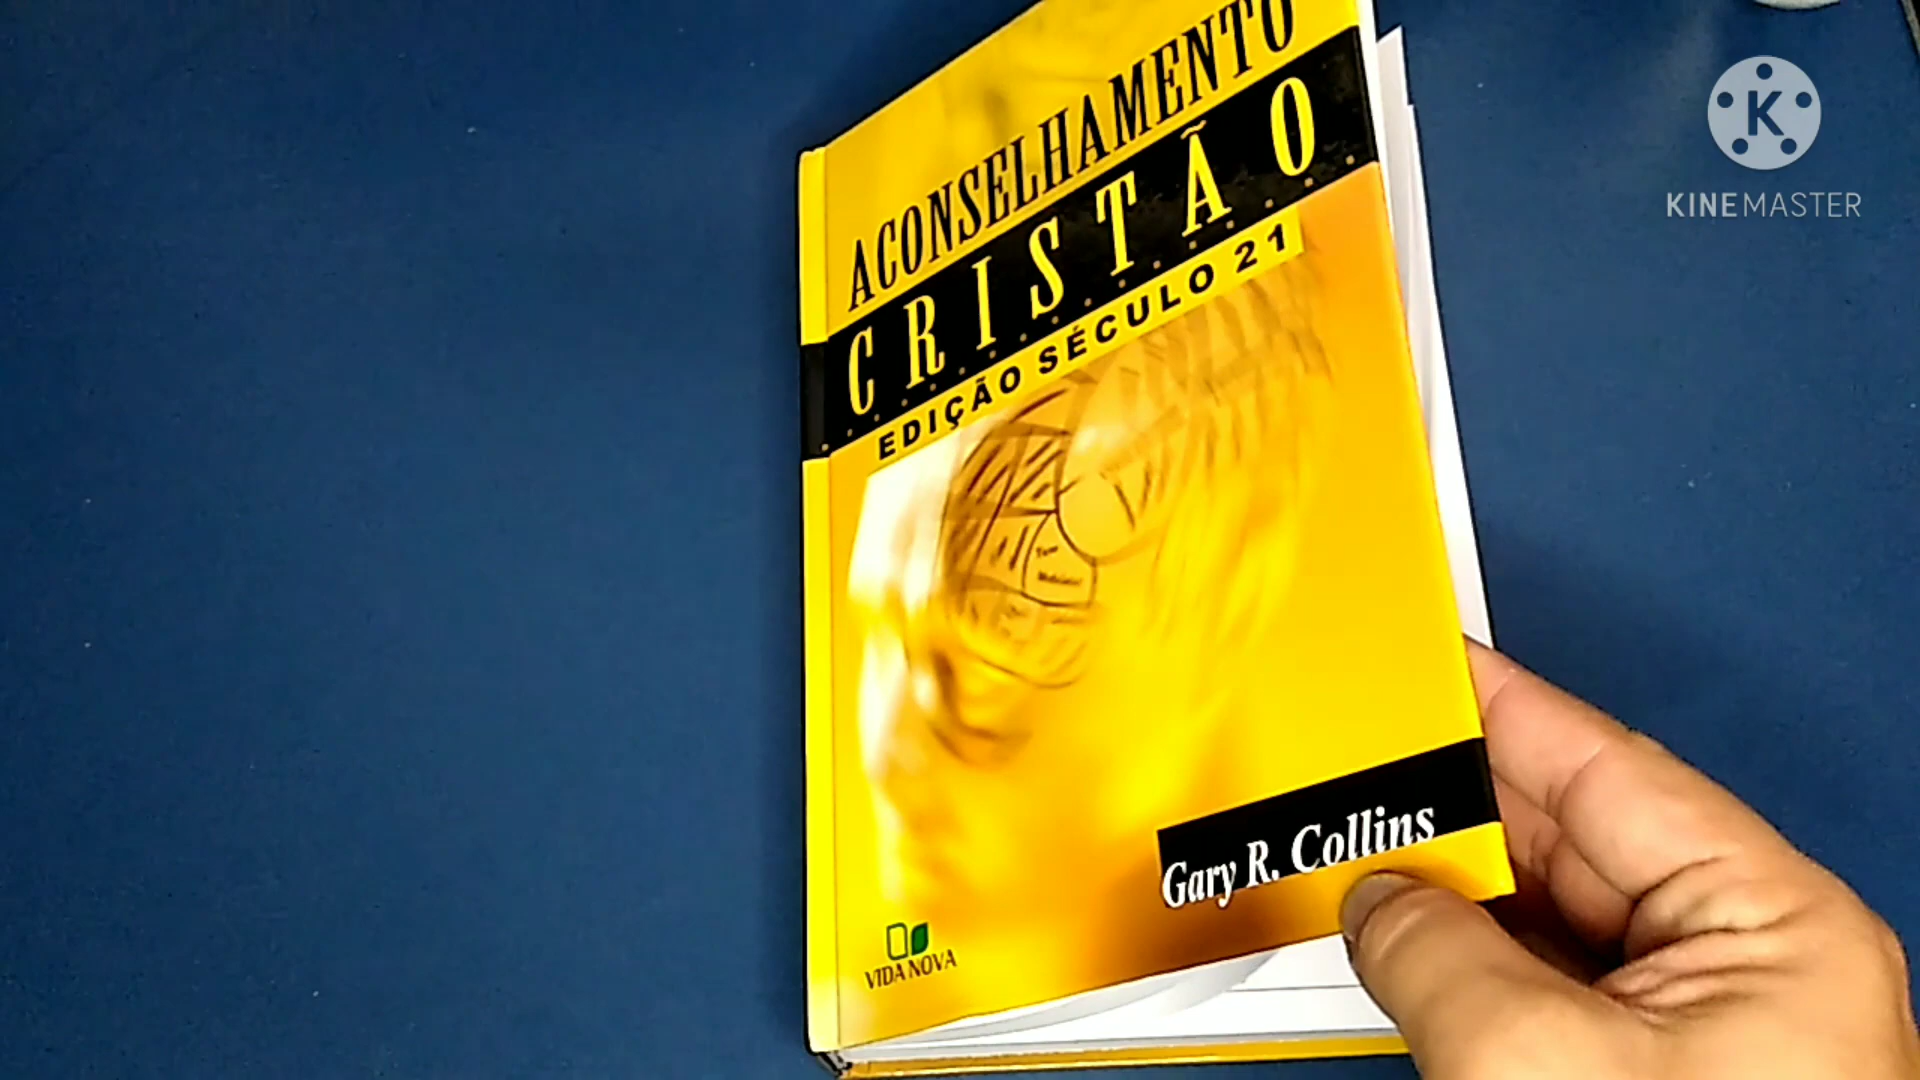 ACONSELHAMENTO
CRISTÃO
EDIÇÃO SÉCULO 21
Gary R. Collins
VIDA NOVA
K
KINEMASTER